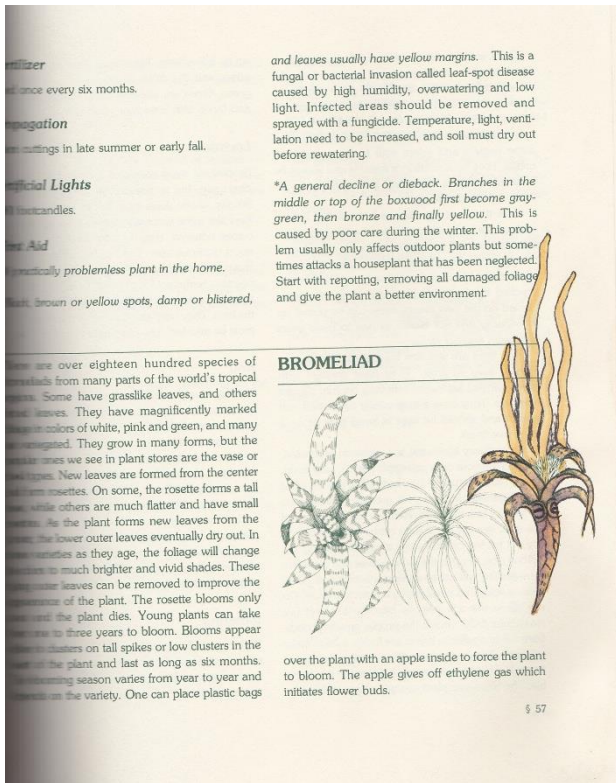 once every six months.
cuttings in late summer or early fall.
Lights
Aid
problemless plant in the home.
brown or yellow spots, damp or blistered,
and leaves usually have yellow margins. This is a
fungal or bacterial invasion called leaf-spot disease
caused by high humidity, overwatering and low
light. Infected areas should be removed and
sprayed with a fungicide. Temperature, light, venti-
lation need to be increased, and soil must dry out
before rewatering.
*A general decline or dieback. Branches in the
middle or top of the boxwood first become gray-
green, then bronze and finally yellow. This is
caused by poor care during the winter. This prob-
lem usually only affects outdoor plants but some-
times attacks a houseplant that has been neglected.
Start with repotting, removing all damaged foliage
and give the plant a better environment.
BROMELIAD
are over eighteen hundred species of
from many parts of the world's tropical
Some have grasslike leaves, and others
leaves. They have magnificently marked
colors of white, pink and green, and many
They grow in many forms, but the
ones we see in plant stores are the vase or
New leaves are formed from the center
rosettes. On some, the rosette forms a tall
while others are much flatter and have small
As the plant forms new leaves from the
the lower outer leaves eventually dry out. In
as they age, the foliage will change
much brighter and vivid shades. These
leaves can be removed to improve the
of the plant. The rosette blooms only
the plant dies. Young plants can take
to three years to bloom. Blooms appear
clusters on tall spikes or low clusters in the
the plant and last as long as six months.
season varies from year to year and
on the variety. One can place plastic bags
over the plant with an apple inside to force the plant
to bloom. The apple gives off ethylene gas which
initiates flower buds.
§ 57